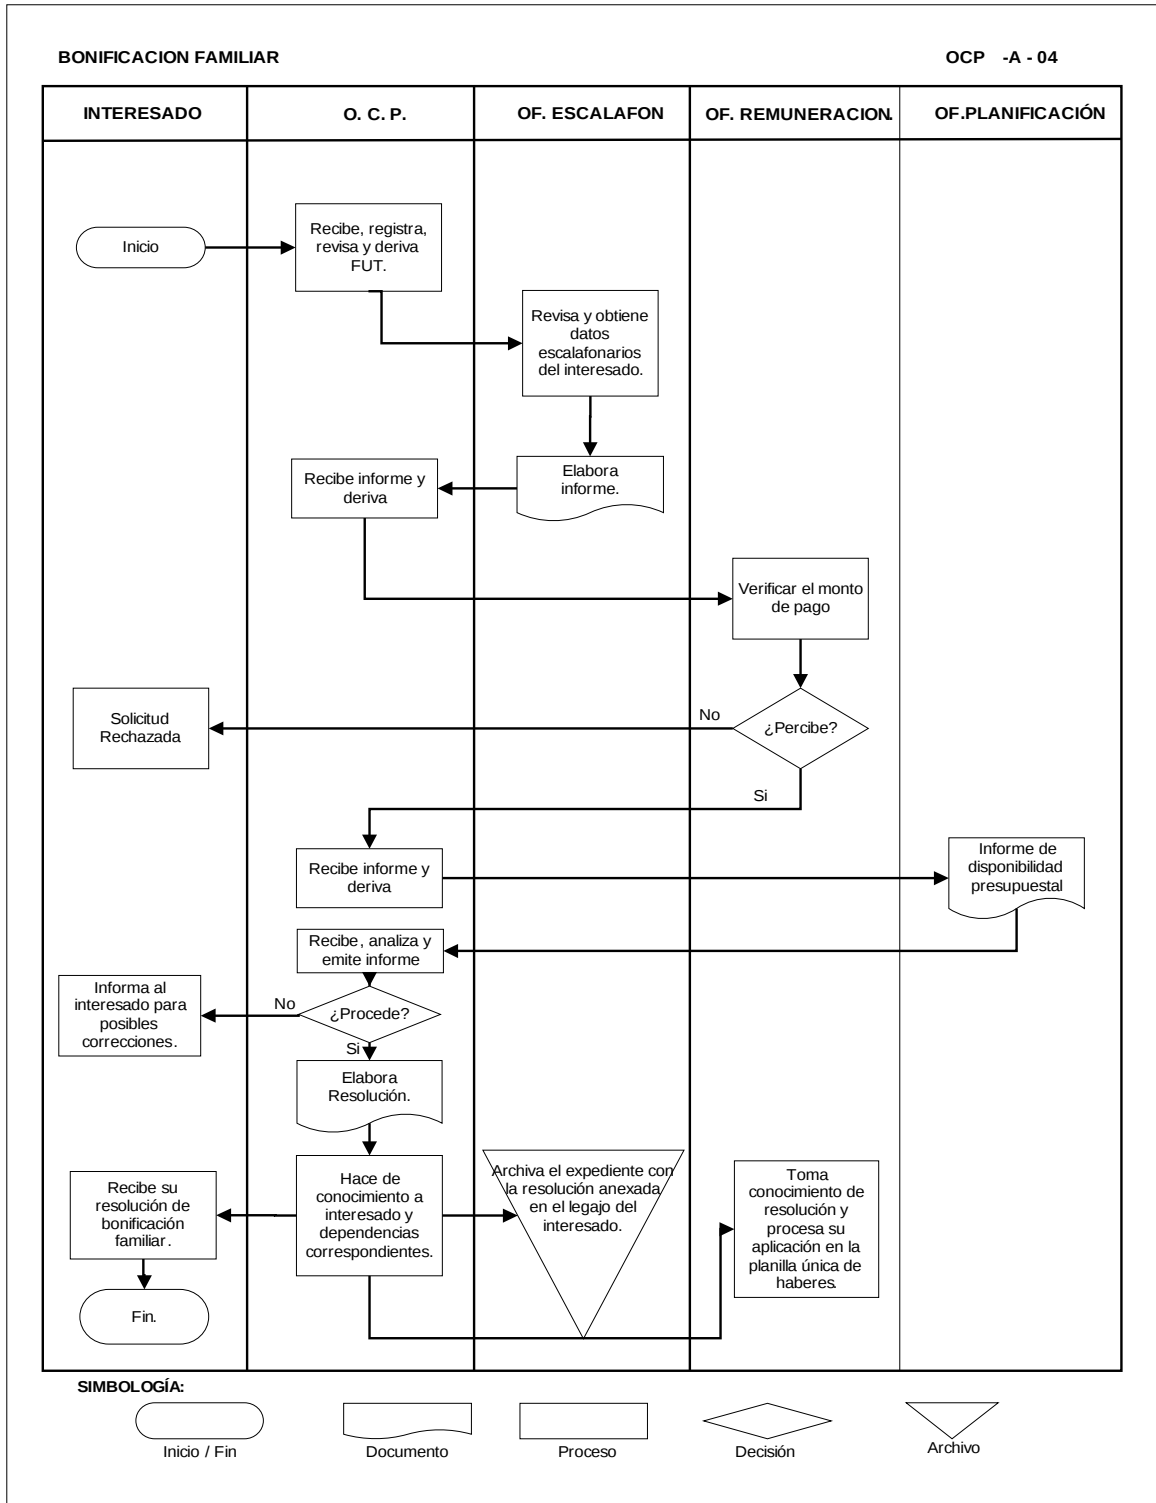 BONIFICACION FAMILIAR
OCP -A - 04
INTERESADO
O. C. P.
OF. ESCALAFON
OF. REMUNERACION.
OF.PLANIFICACIÓN
Inicio
Recibe, registra,
revisa y deriva
FUT.
Revisa y obtiene
datos
escalafonarios
del interesado.
Elabora
informe.
Recibe informe y
deriva
Verificar el monto
de pago
¿Percibe?
No
Solicitud
Rechazada
Si
Recibe informe y
deriva
Informe de
disponibilidad
presupuestal
Recibe, analiza y
emite informe
¿Procede?
No
Informa al
interesado para
posibles
correcciones.
Si
Elabora
Resolución.
Hace de
conocimiento a
interesado y
dependencias
correspondientes.
Recibe su
resolución de
bonificación
familiar.
Archiva el expediente con
la resolución anexada
en el legajo del
interesado.
Toma
conocimiento de
resolución y
procesa su
aplicación en la
planilla única de
haberes.
Fin.
SIMBOLOGÍA:
Inicio / Fin
Documento
Proceso
Decisión
Archivo